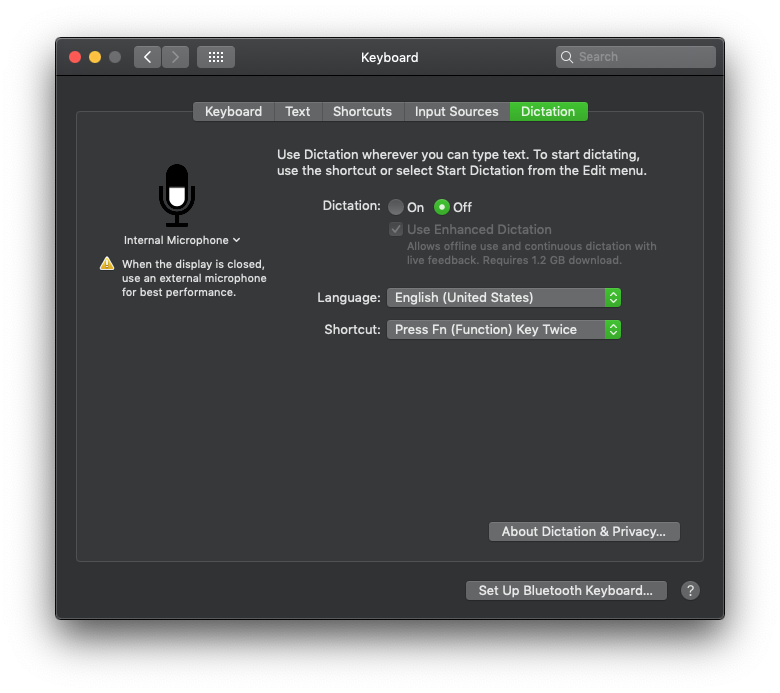 Keyboard
Search
Keyboard Text Shortcuts Input Sources Dictation
Use Dictation wherever you can type text. To start dictating,
use the shortcut or select Start Dictation from the Edit menu.
Dictation: On Off
Use Enhanced Dictation
Allows offline use and continuous dictation with
live feedback. Requires 1.2 GB download.
Internal Microphone
When the display is closed,
use an external microphone
for best performance.
Language: English (United States)
Shortcut: Press Fn (Function) Key Twice
About Dictation & Privacy...
Set Up Bluetooth Keyboard...
?